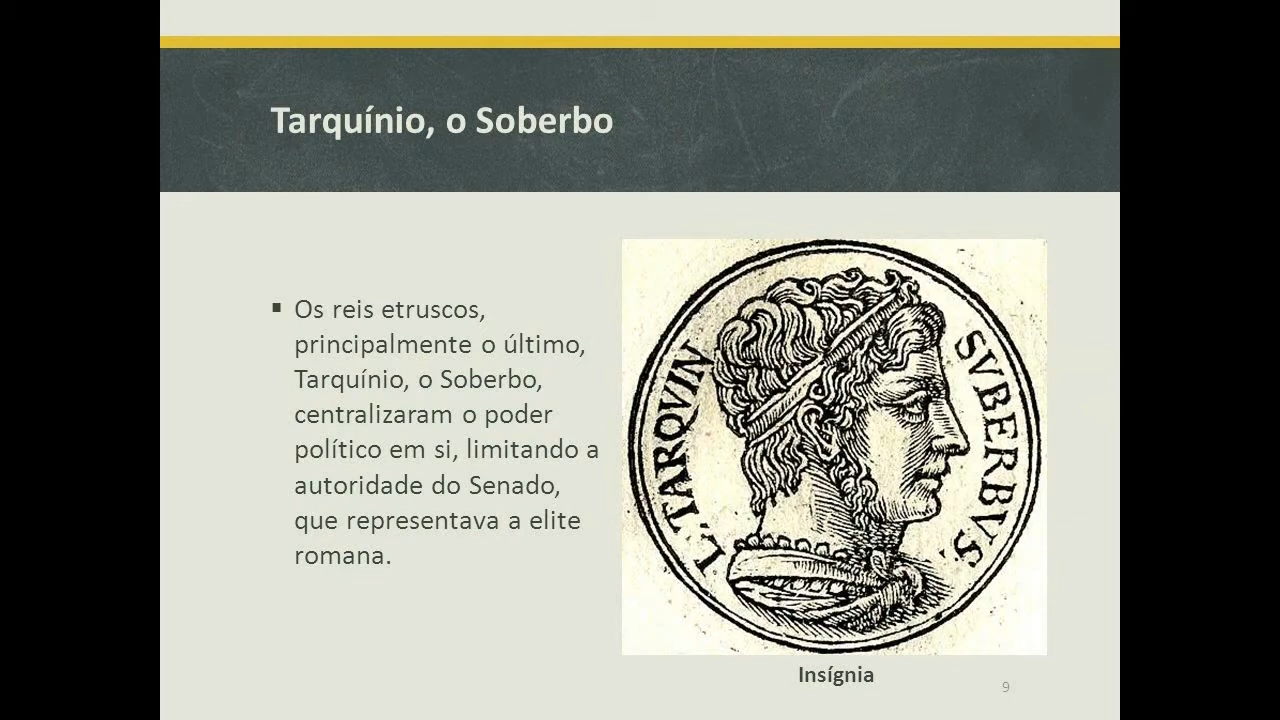 Tarquínio, o Soberbo
▪ Os reis etruscos,
principalmente o último,
Tarquínio, o Soberbo,
centralizaram o poder
político em si, limitando a
autoridade do Senado,
que representava a elite
romana.
L. TARQVIN
SVBERBVS.
Insígnia
9